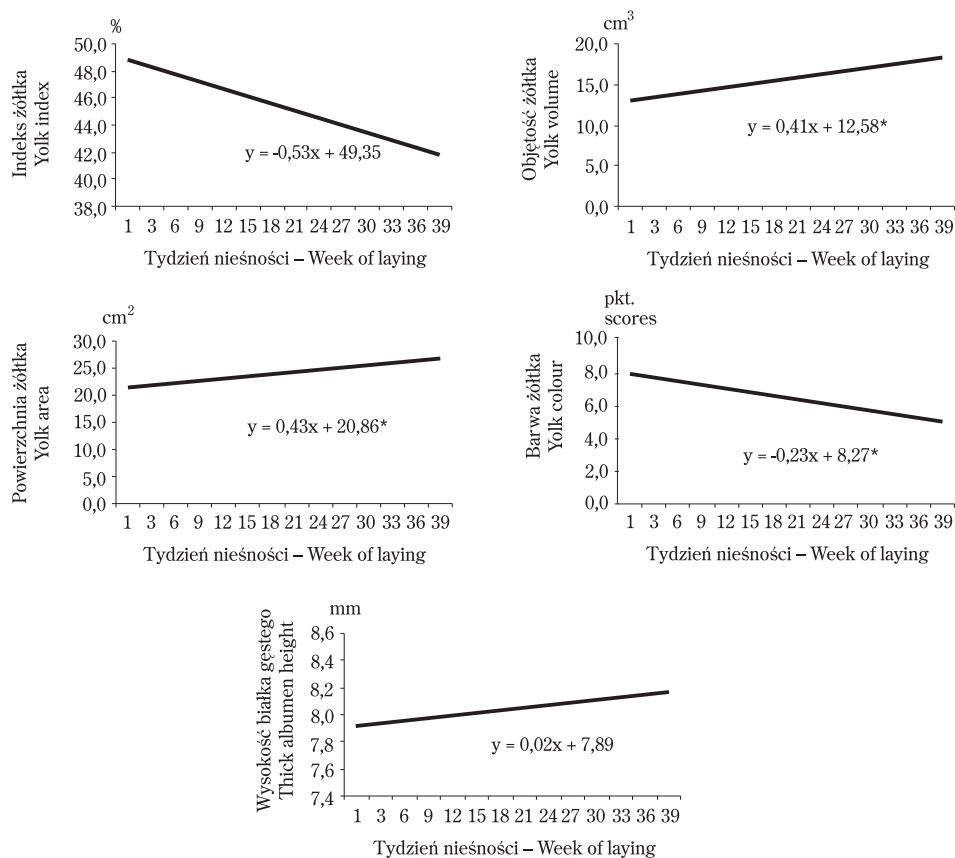 %
Indeks żółtka
Yolk index
50,0
48,0
46,0
44,0
42,0
40,0
38,0
y = -0,53x + 49,35
1 3 6 9 12 15 18 21 24 27 30 33 36 39
Tydzień nieśności – Week of laying
cm³
Objętość żółtka
Yolk volume
20,0
15,0
10,0
5,0
0,0
y = 0,41x + 12,58*
1 3 6 9 12 15 18 21 24 27 30 33 36 39
Tydzień nieśności – Week of laying
cm²
Powierzchnia żółtka
Yolk area
30,0
25,0
20,0
15,0
10,0
5,0
0,0
y = 0,43x + 20,86*
1 3 6 9 12 15 18 21 24 27 30 33 36 39
Tydzień nieśności – Week of laying
pkt.
scores
Barwa żółtka
Yolk colour
10,0
8,0
6,0
4,0
2,0
0,0
y = -0,23x + 8,27*
1 3 6 9 12 15 18 21 24 27 30 33 36 39
Tydzień nieśności – Week of laying
mm
Wysokość białka gęstego
Thick albumen height
8,6
8,4
8,2
8,0
7,8
7,6
7,4
y = 0,02x + 7,89
1 3 6 9 12 15 18 21 24 27 30 33 36 39
Tydzień nieśności – Week of laying